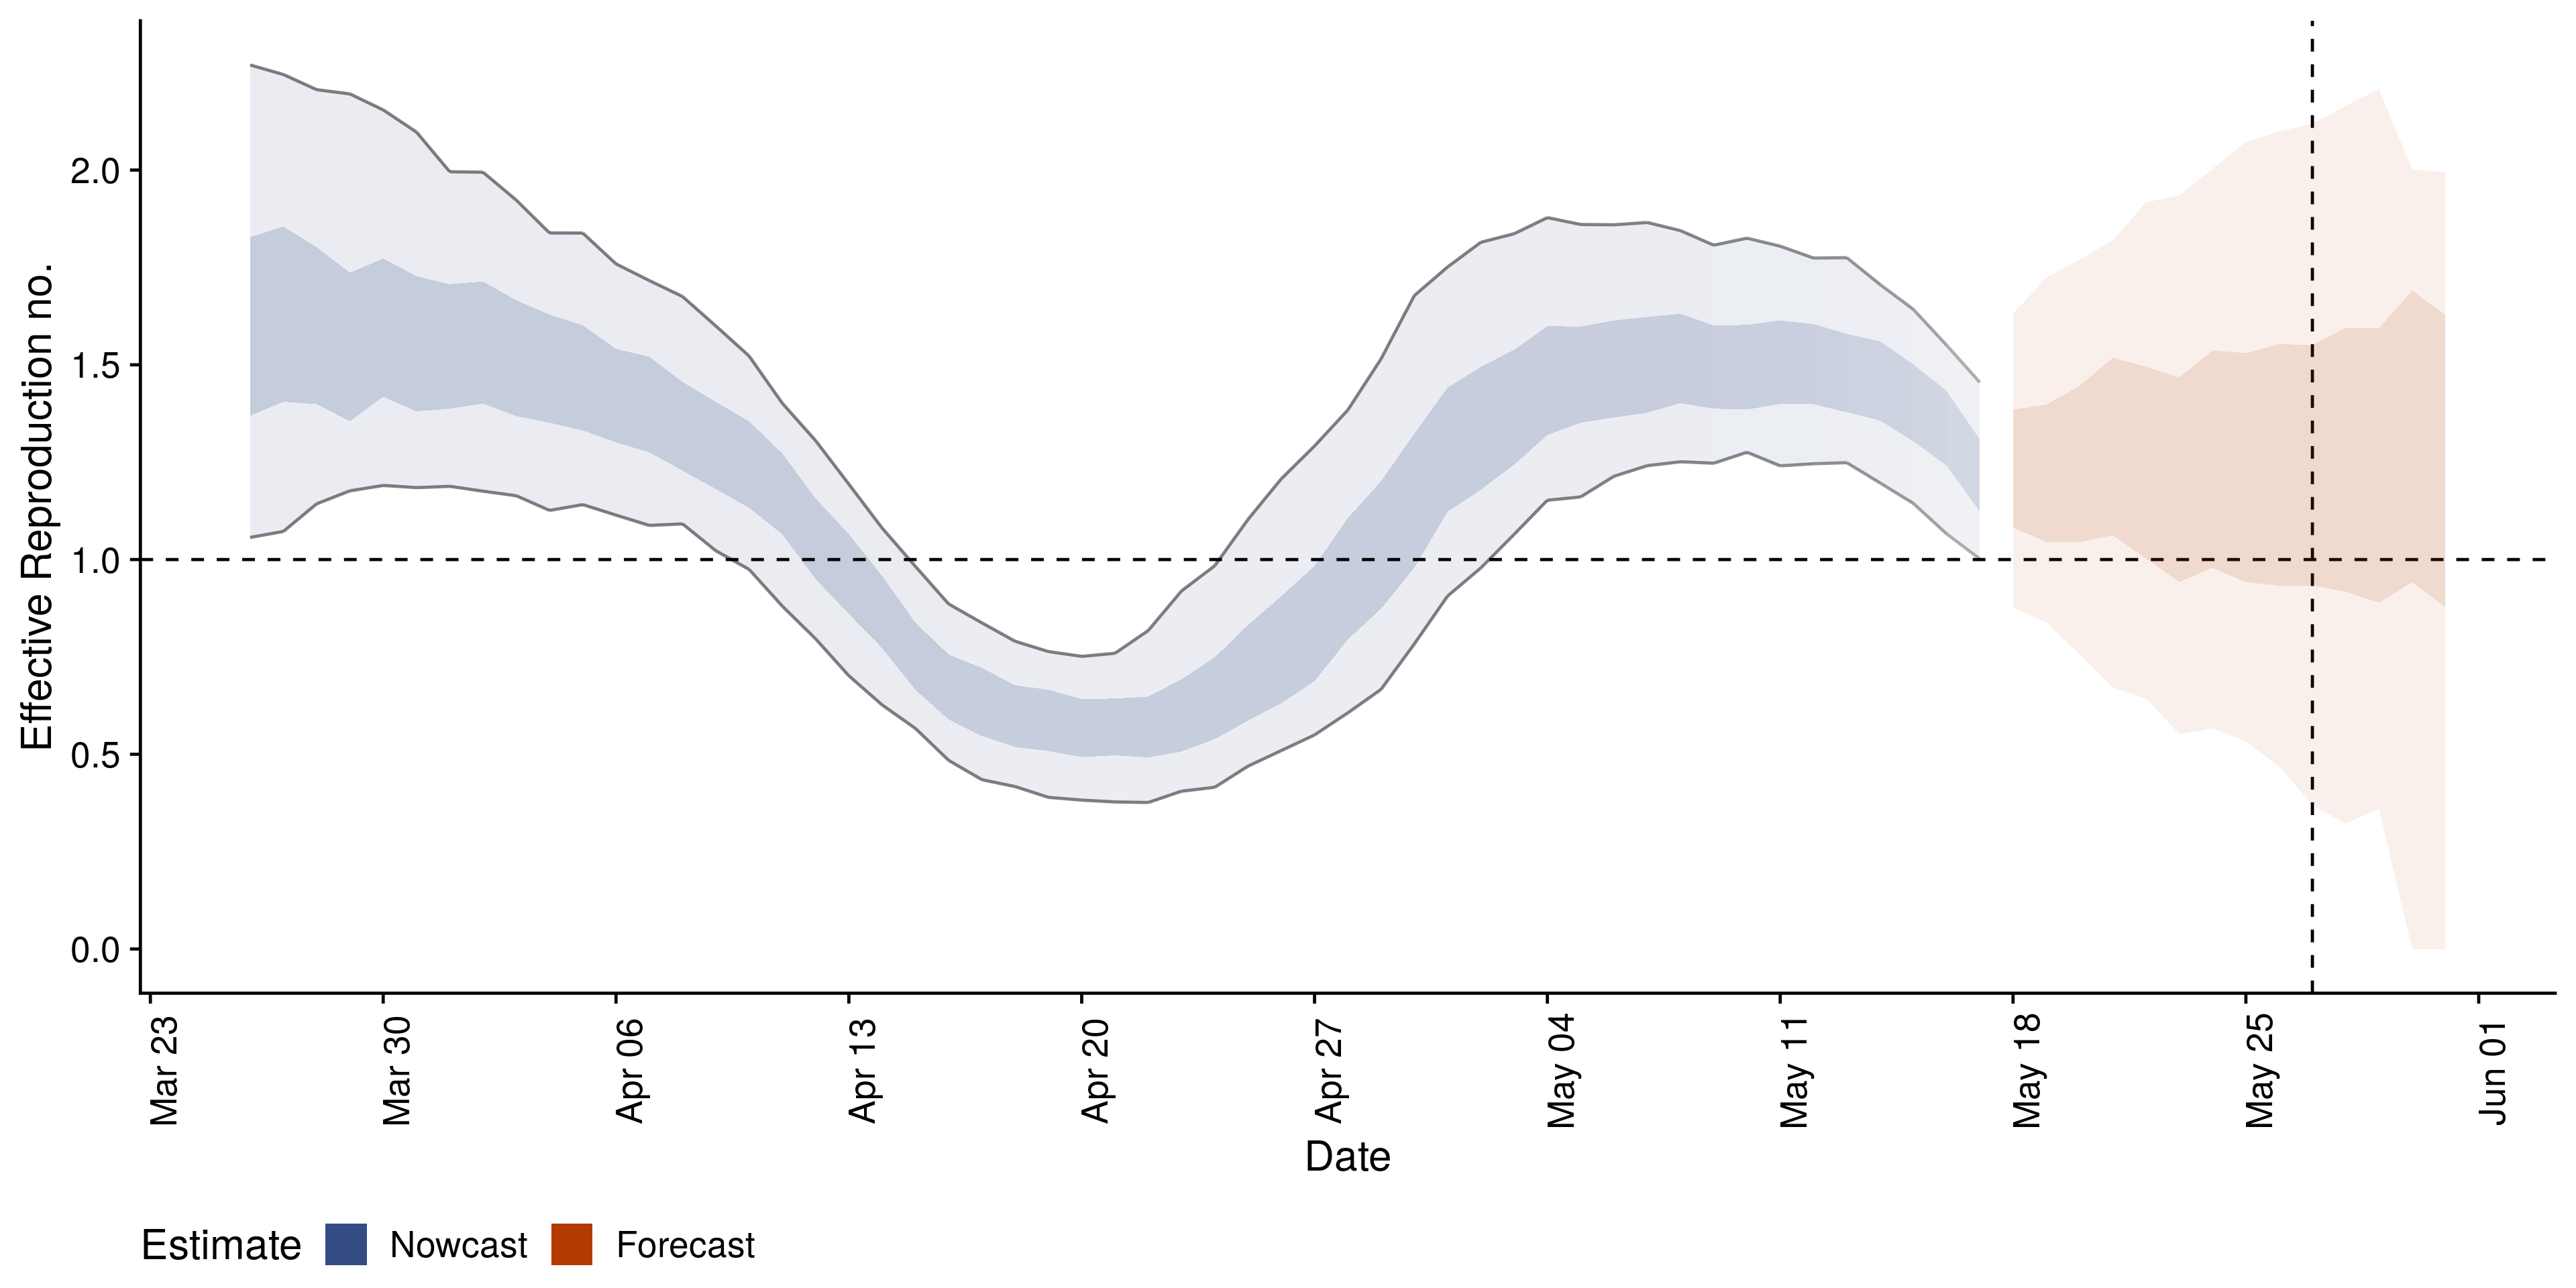 Effective Reproduction no.
2.0
1.5
1.0
0.5
0.0
Mar 23
Mar 30
Apr 06
Apr 13
Apr 20
Apr 27
May 04
May 11
May 18
May 25
Jun 01
Date
Estimate Nowcast Forecast